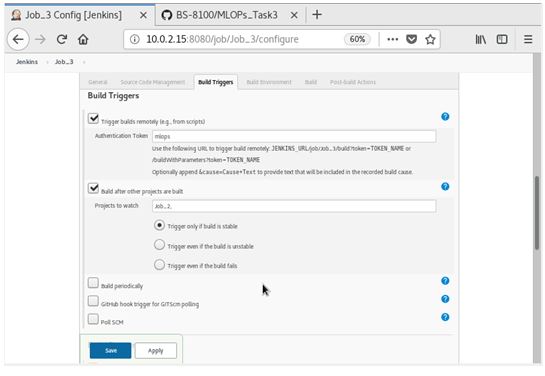 Job_3 Config [Jenkins]
BS-8100/MLOPs_Task3
10.0.2.15:8080/job/Job_3/configure
60%
Jenkins
Job_3
General
Source Code Management
Build Triggers
Build Environment
Build
Post-build Actions
Build Triggers
Trigger builds remotely (e.g., from scripts)
Authentication Token
mlops
Use the following URL to trigger build remotely: JENKINS_URL/job/Job_3/build?token=TOKEN_NAME or
/buildWithParameters?token=TOKEN_NAME
Optionally append &cause=Cause+Text to provide text that will be included in the recorded build cause.
Build after other projects are built
Projects to watch
Job_2,
Trigger only if build is stable
Trigger even if the build is unstable
Trigger even if the build fails
Build periodically
GitHub hook trigger for GITScm polling
Poll SCM
Save
Apply